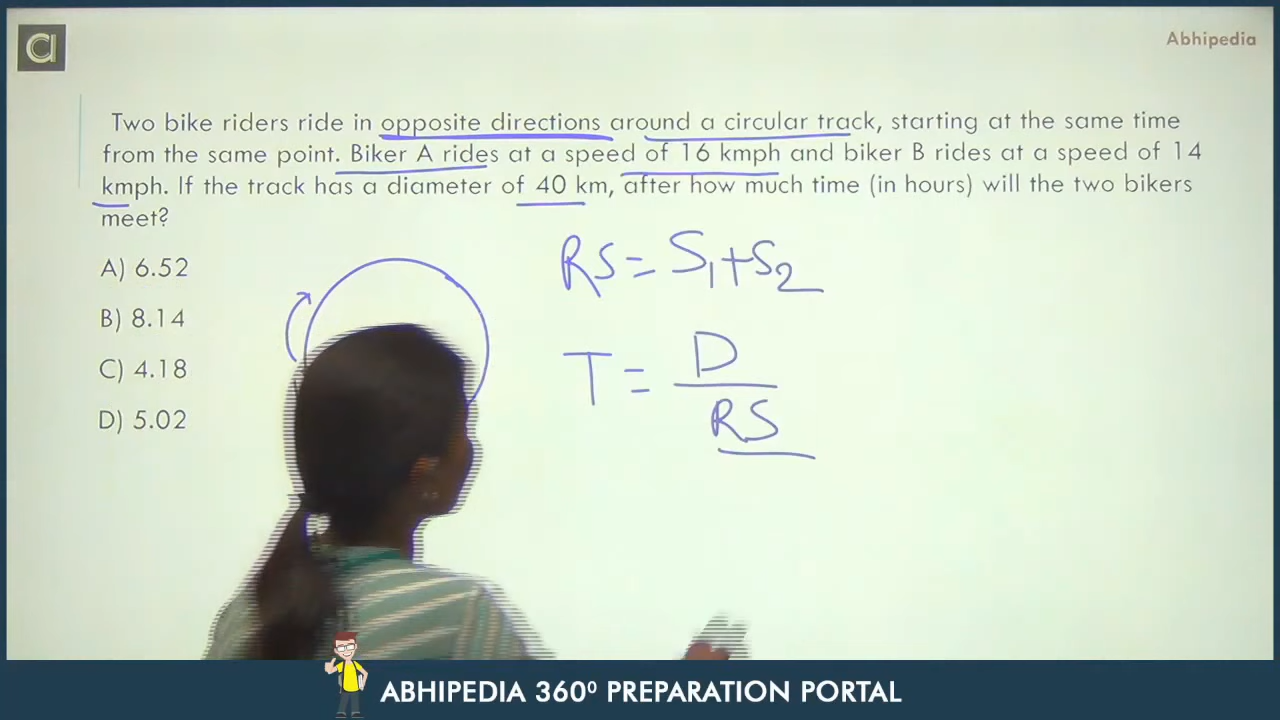 Abhipedia
Two bike riders ride in opposite directions around a circular track, starting at the same time
from the same point. Biker A rides at a speed of 16 kmph and biker B rides at a speed of 14
kmph. If the track has a diameter of 40 km, after how much time (in hours) will the two bikers
meet?
A) 6.52
B) 8.14
C) 4.18
D) 5.02
RS = S1+S2
T = D
RS
ABHIPEDIA 360⁰ PREPARATION PORTAL